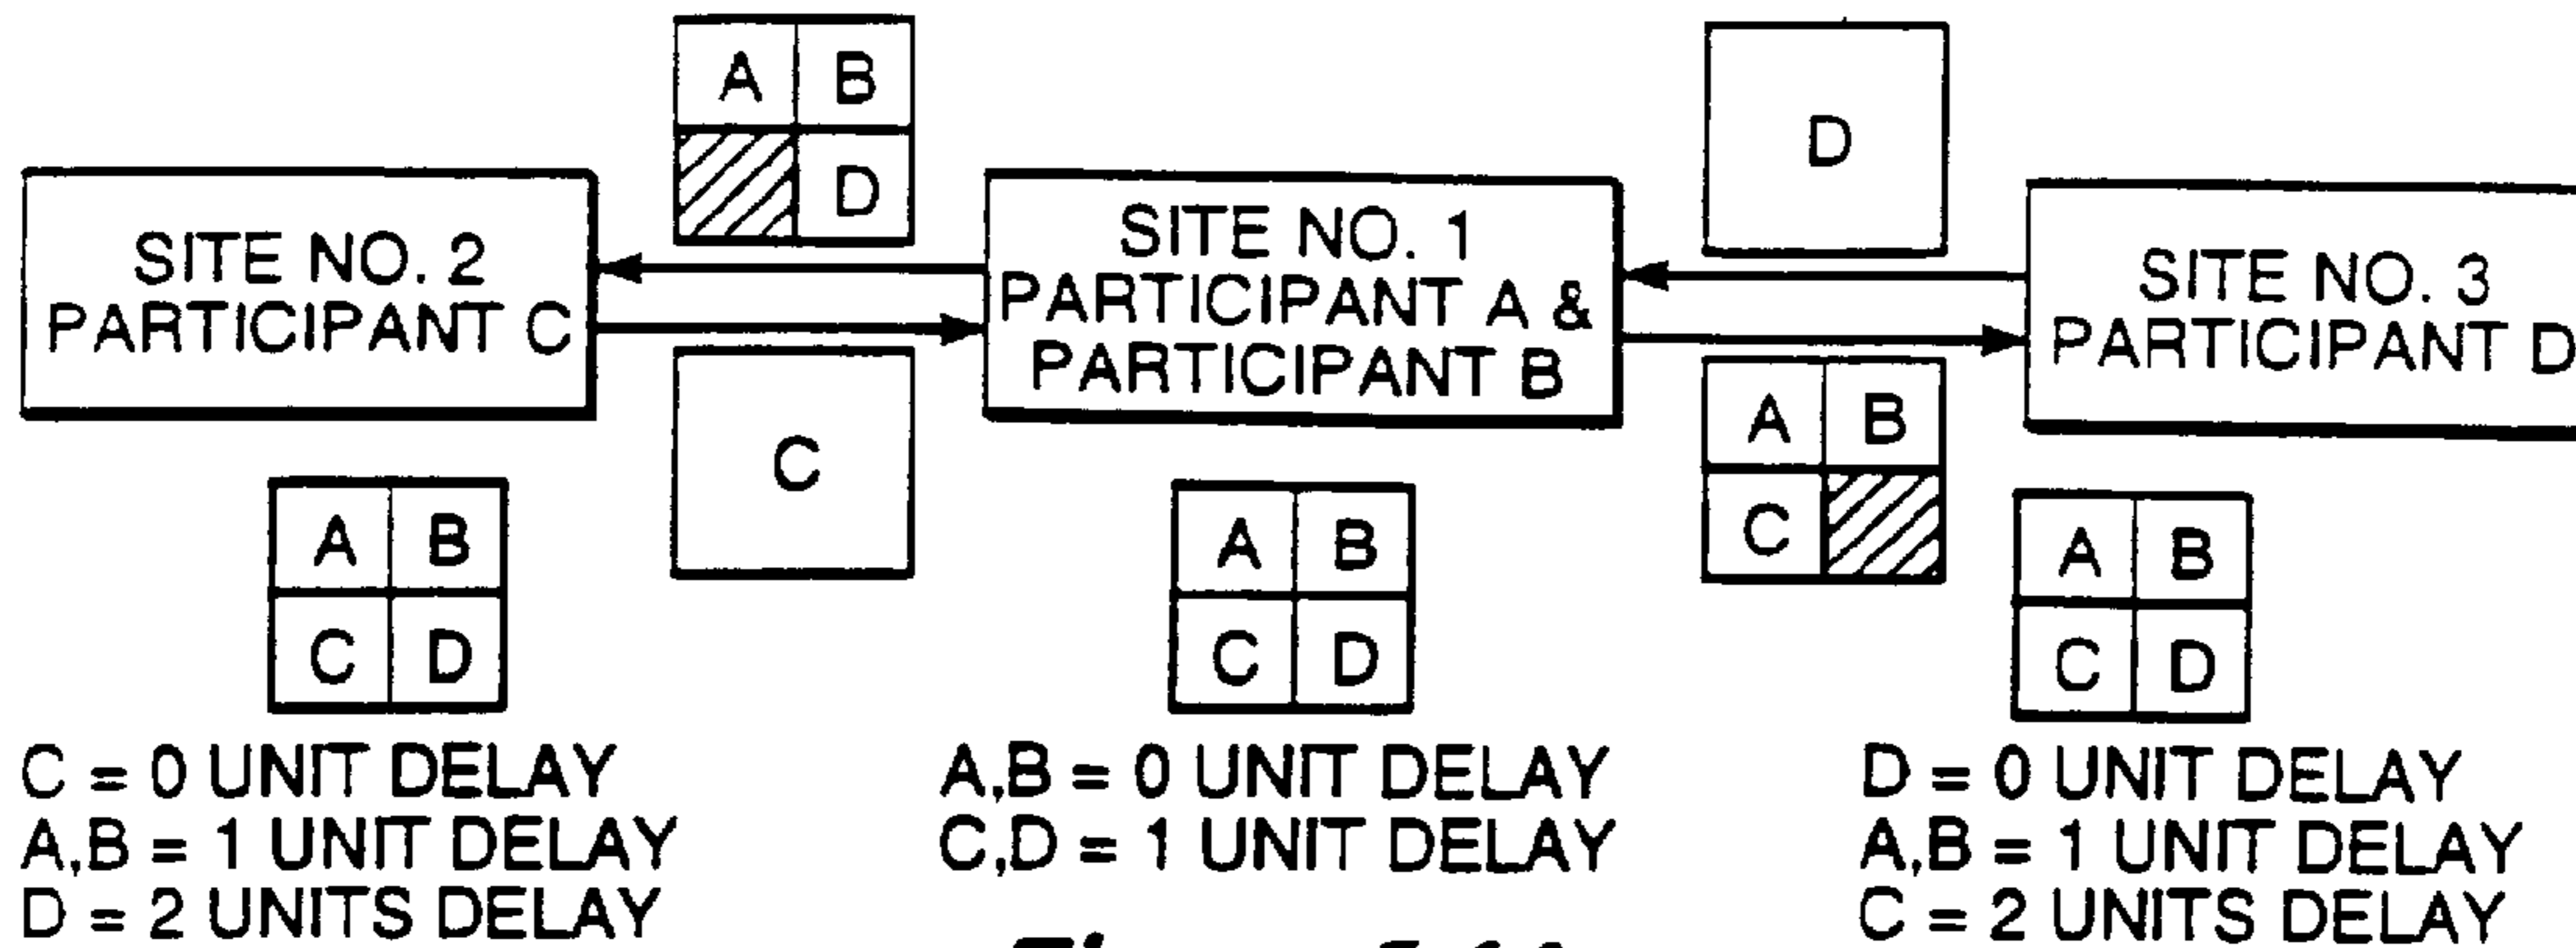 A B
D
D
SITE NO. 2
PARTICIPANT C
SITE NO. 1
PARTICIPANT A &
PARTICIPANT B
SITE NO. 3
PARTICIPANT D
C
A B
C
A B
C D
A B
C D
A B
C D
C = 0 UNIT DELAY
A,B = 1 UNIT DELAY
D = 2 UNITS DELAY
A,B = 0 UNIT DELAY
C,D = 1 UNIT DELAY
D = 0 UNIT DELAY
A,B = 1 UNIT DELAY
C = 2 UNITS DELAY